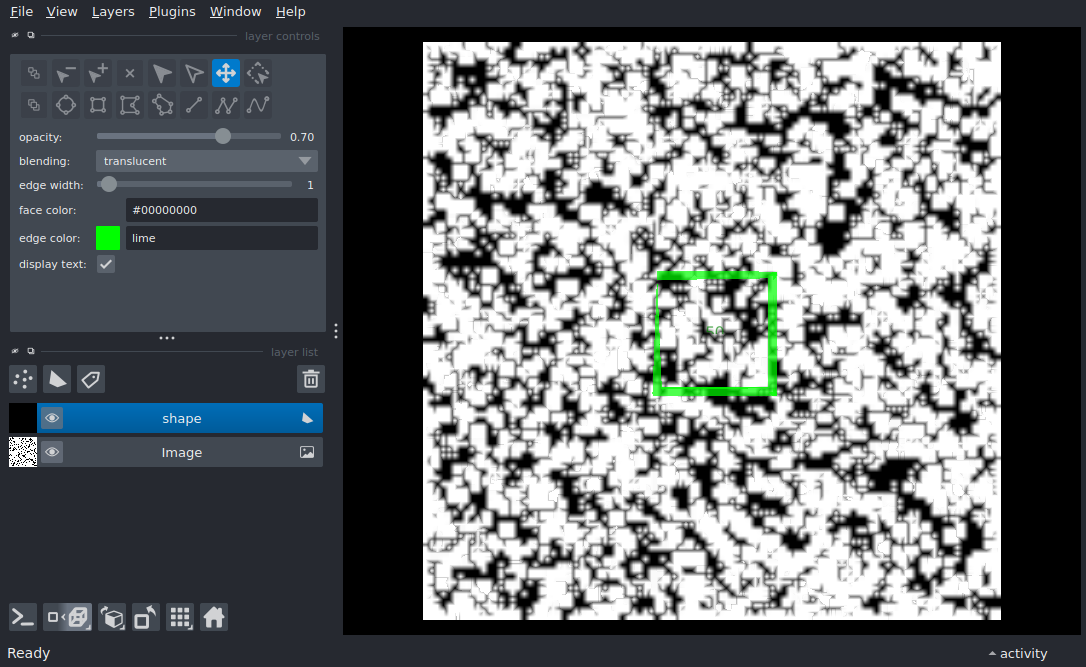 File View Layers Plugins Window Help
layer controls
opacity: 0.70
blending: translucent
edge width: 1
face color: #00000000
edge color: lime
display text:
layer list
shape
Image
Ready
activity